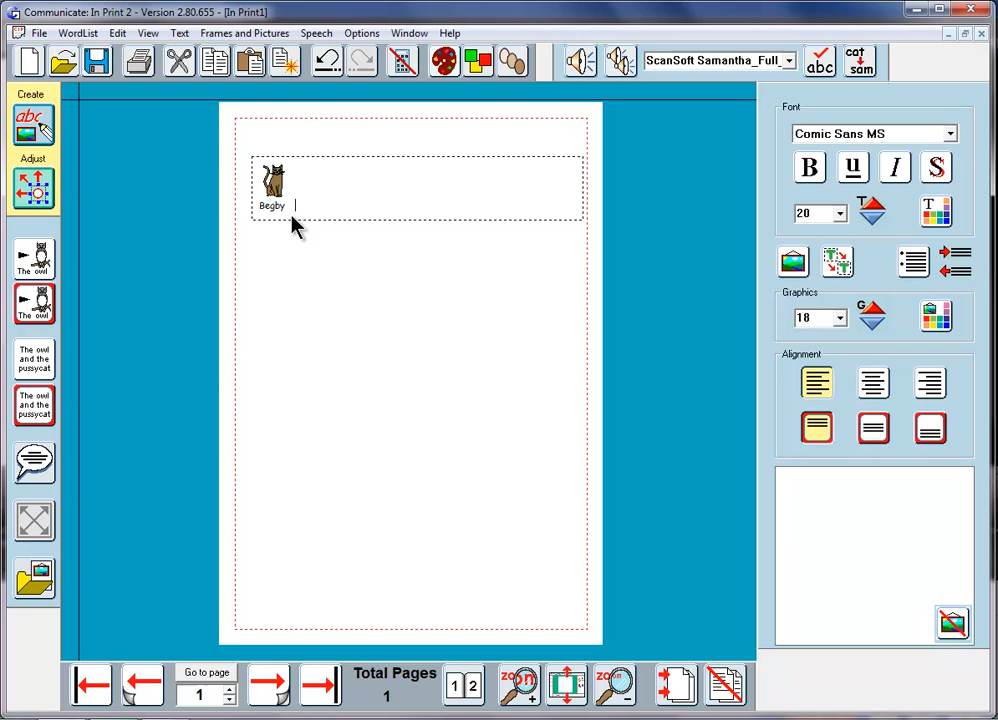 Communicate: In Print 2 - Version 2.80.655 - [In Print1]
File WordList Edit View Text Frames and Pictures Speech Options Window Help
ScanSoft Samantha_Full_
abc
cat
sam
Create
abc
Adjust
The owl
The owl
The owl
and the
pussycat
The owl
and the
pussycat
Begby
Font
Comic Sans MS
B u I S
20
T
T
T
T
Graphics
18
G
Alignment
Go to page
1
Total Pages
1
1 2
zoom
+
zoom
-